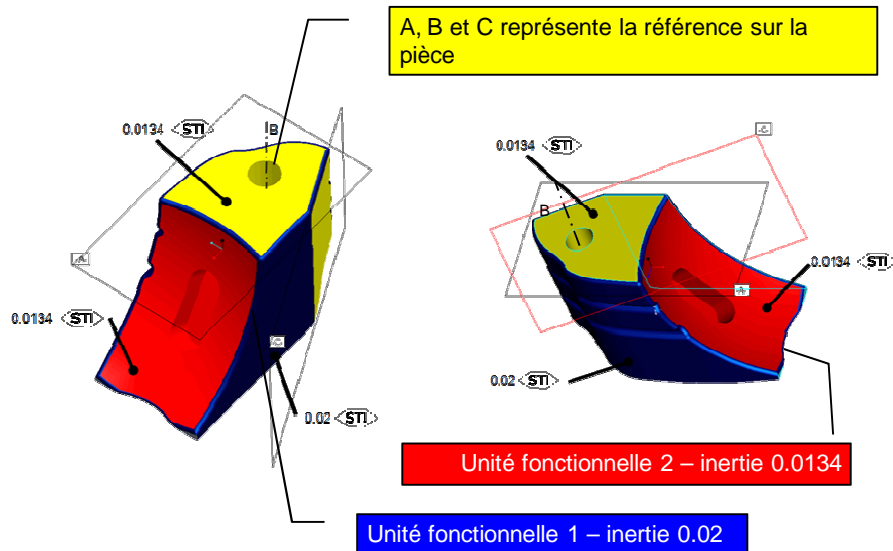 A, B et C représente la référence sur la
pièce
0.0134 STI
B
A
0.0134 STI
C
0.02 STI
C
0.0134 STI
B
0.0134 STI
A
0.02 STI
Unité fonctionnelle 2 – inertie 0.0134
Unité fonctionnelle 1 – inertie 0.02